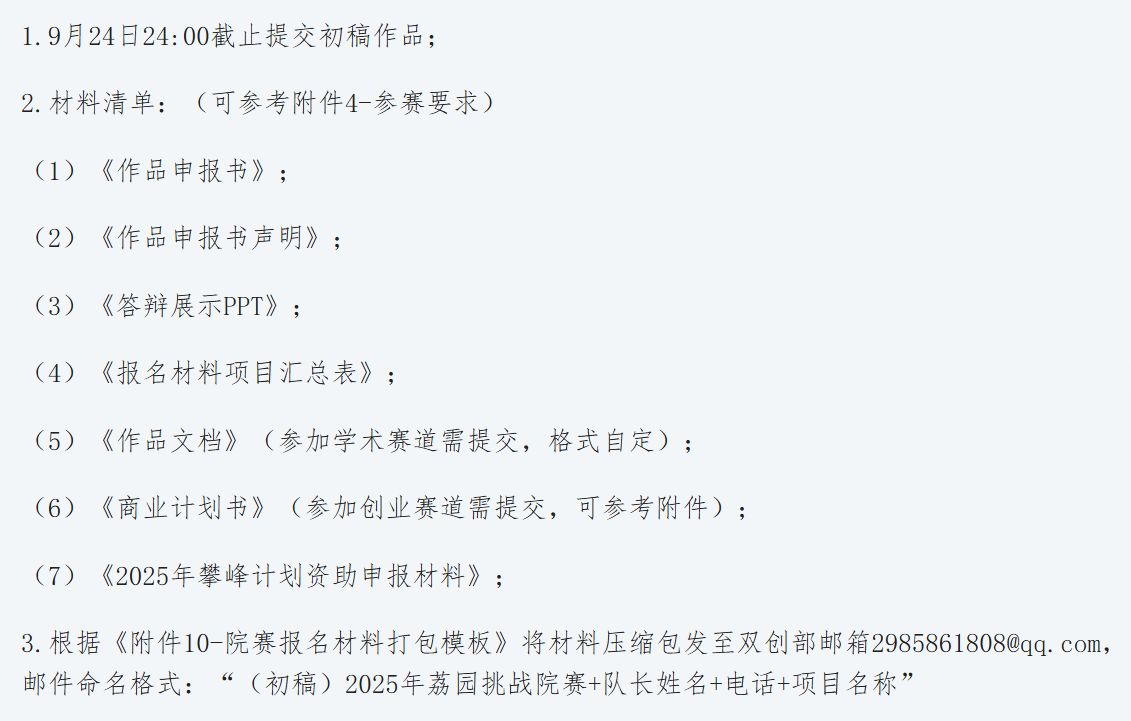 1.9月24日24:00截止提交初稿作品；
2.材料清单：（可参考附件4-参赛要求）
（1）《作品申报书》；
（2）《作品申报书声明》；
（3）《答辩展示PPT》；
（4）《报名材料项目汇总表》；
（5）《作品文档》（参加学术赛道需提交，格式自定）；
（6）《商业计划书》（参加创业赛道需提交，可参考附件）；
（7）《2025年攀峰计划资助申报材料》；
3.根据《附件10-院赛报名材料打包模板》将材料压缩包发至双创部邮箱2985861808@qq.com，
邮件命名格式：“（初稿）2025年荔园挑战院赛+队长姓名+电话+项目名称”